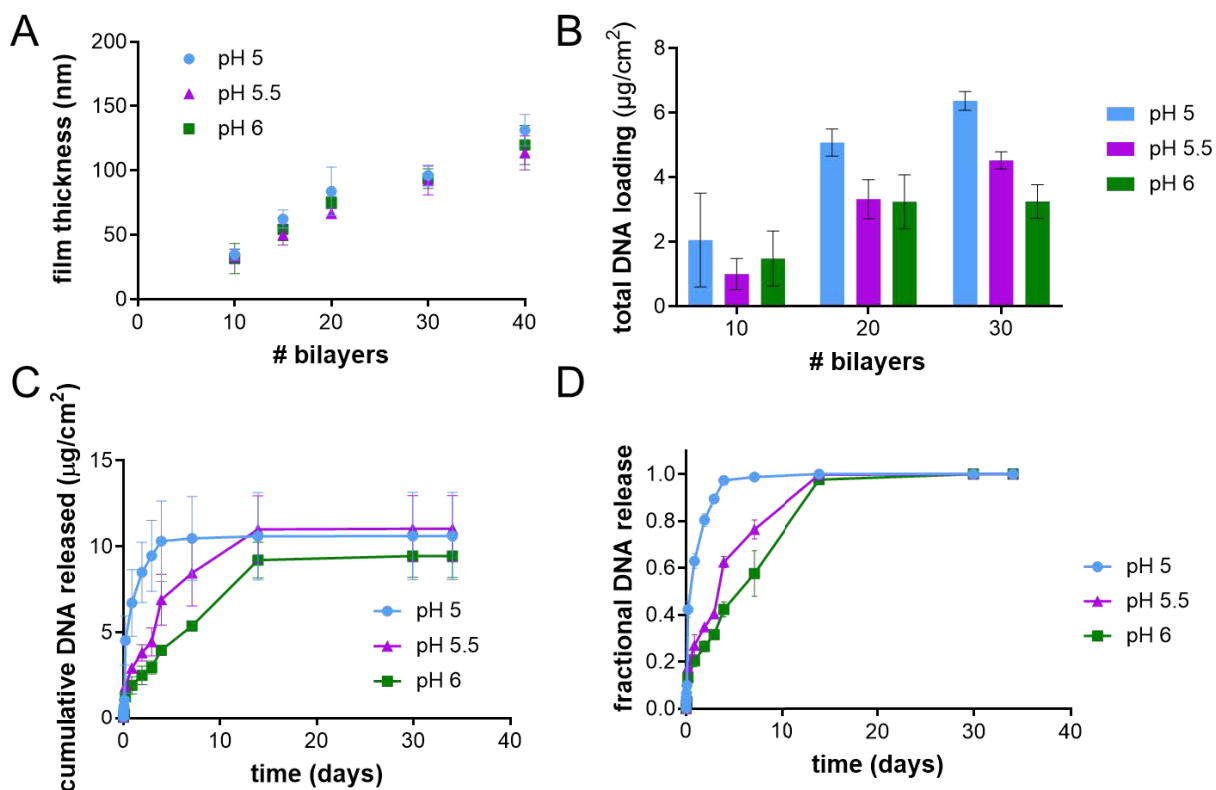 A
film thickness (nm)
200
150
100
50
0
pH 5
pH 5.5
pH 6
0
10
20
30
40
# bilayers
B
total DNA loading (µg/cm²)
8
6
4
2
0
10
20
30
# bilayers
pH 5
pH 5.5
pH 6
C
cumulative DNA released (µg/cm²)
15
10
5
0
pH 5
pH 5.5
pH 6
0
10
20
30
40
time (days)
D
fractional DNA release
1.0
0.8
0.6
0.4
0.2
0.0
0
10
20
30
40
time (days)
pH 5
pH 5.5
pH 6